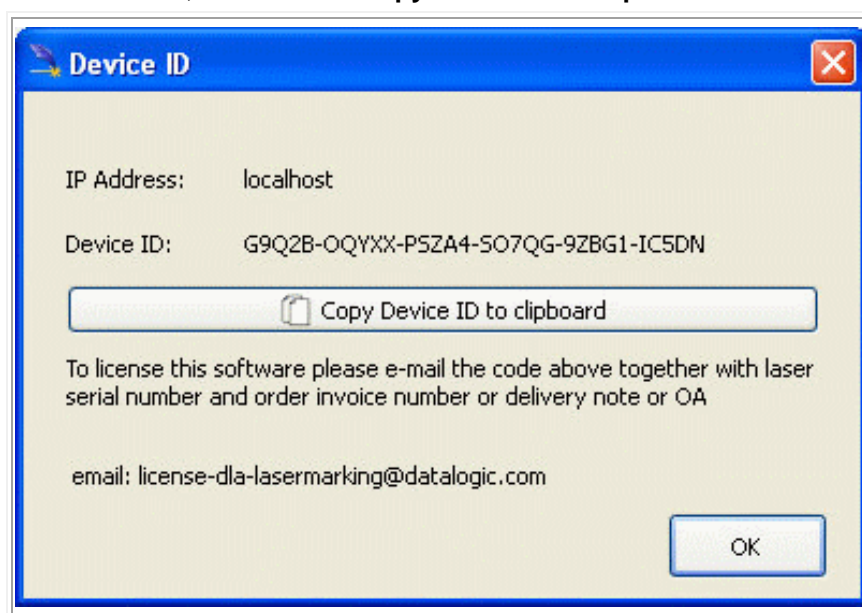 Device ID
IP Address: localhost
Device ID: G9Q2B-OQYXX-PSZA4-SO7QG-9ZBG1-IC5DN
Copy Device ID to clipboard
To license this software please e-mail the code above together with laser
serial number and order invoice number or delivery note or OA
email: license-dla-lasermarking@datalogic.com
OK